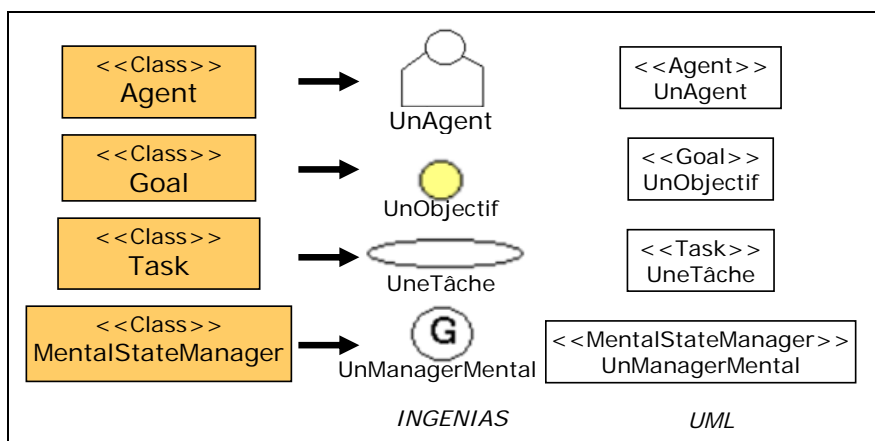 <<Class>>
Agent
UnAgent
<<Agent>>
UnAgent
<<Class>>
Goal
UnObjectif
<<Goal>>
UnObjectif
<<Class>>
Task
UneTâche
<<Task>>
UneTâche
<<Class>>
MentalStateManager
G
UnManagerMental
<<MentalStateManager>>
UnManagerMental
INGENIAS
UML